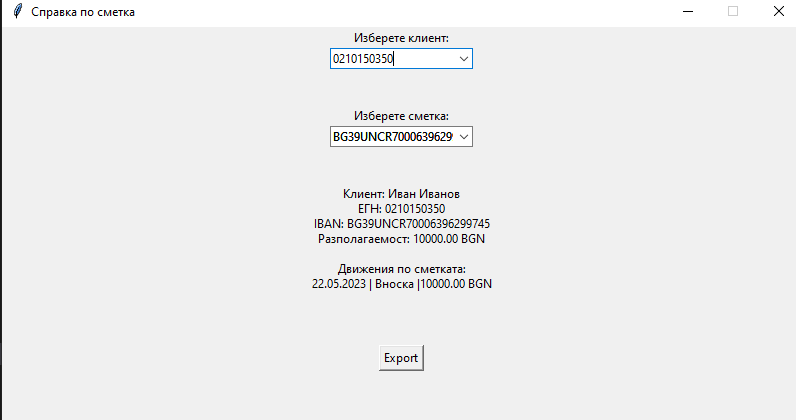 Справка по сметка
Изберете клиент:
0210150350
Изберете сметка:
BG39UNCR700063962
Клиент: Иван Иванов
ЕГН: 0210150350
IBAN: BG39UNCR70006396299745
Разполагаемост: 10000.00 BGN
Движения по сметката:
22.05.2023 | Вноска |10000.00 BGN
Export